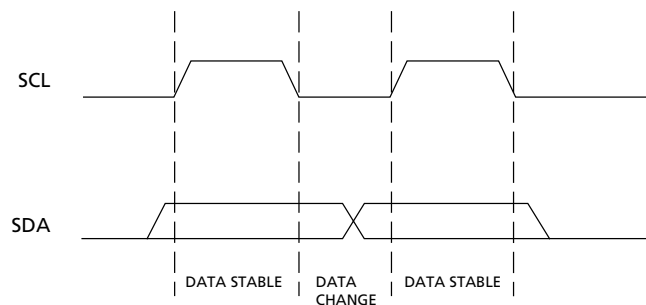 SCL
SDA
DATA STABLE
DATA
CHANGE
DATA STABLE